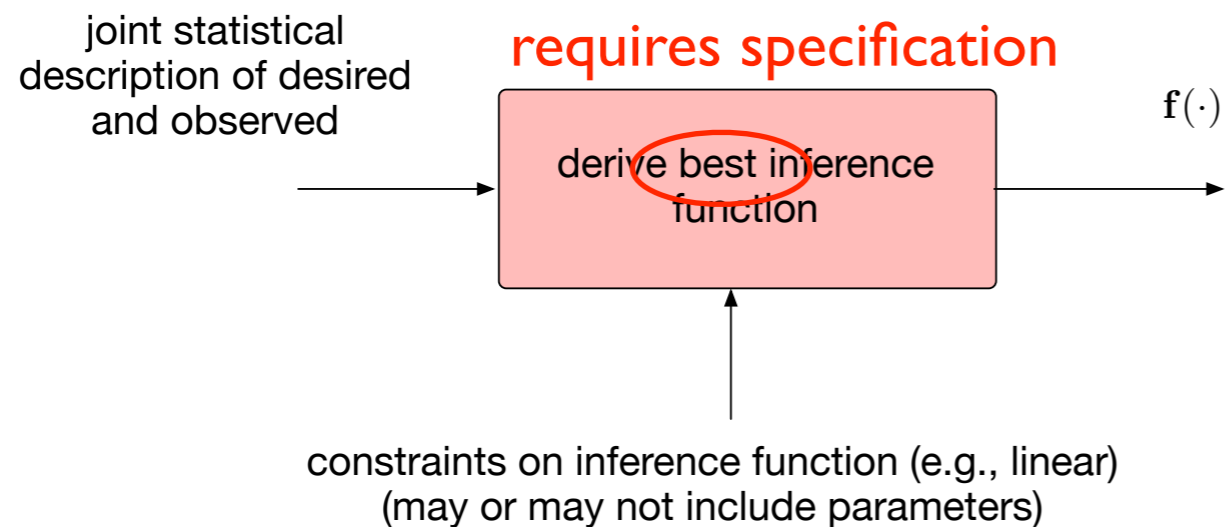 joint statistical
description of desired
and observed
requires specification
f(·)
derive best inference
function
constraints on inference function (e.g., linear)
(may or may not include parameters)